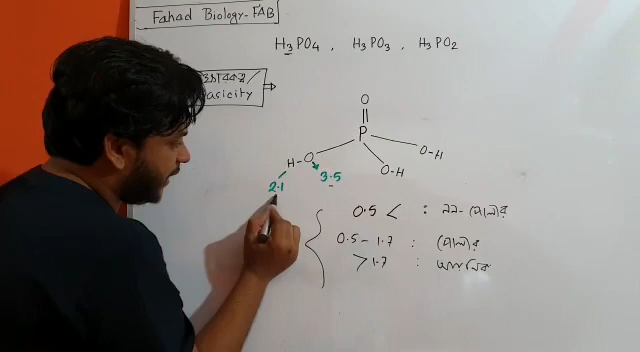 Fahad Biology-FAB
H₃PO₄ , H₃PO₃ , H₃PO₂
Basicity ⇒
O
P
H-O
O-H
O-H
2.1
3.5
0.5 < : নন-পোলার
0.5 - 1.7 : পোলার
>1.7 : আয়নিক